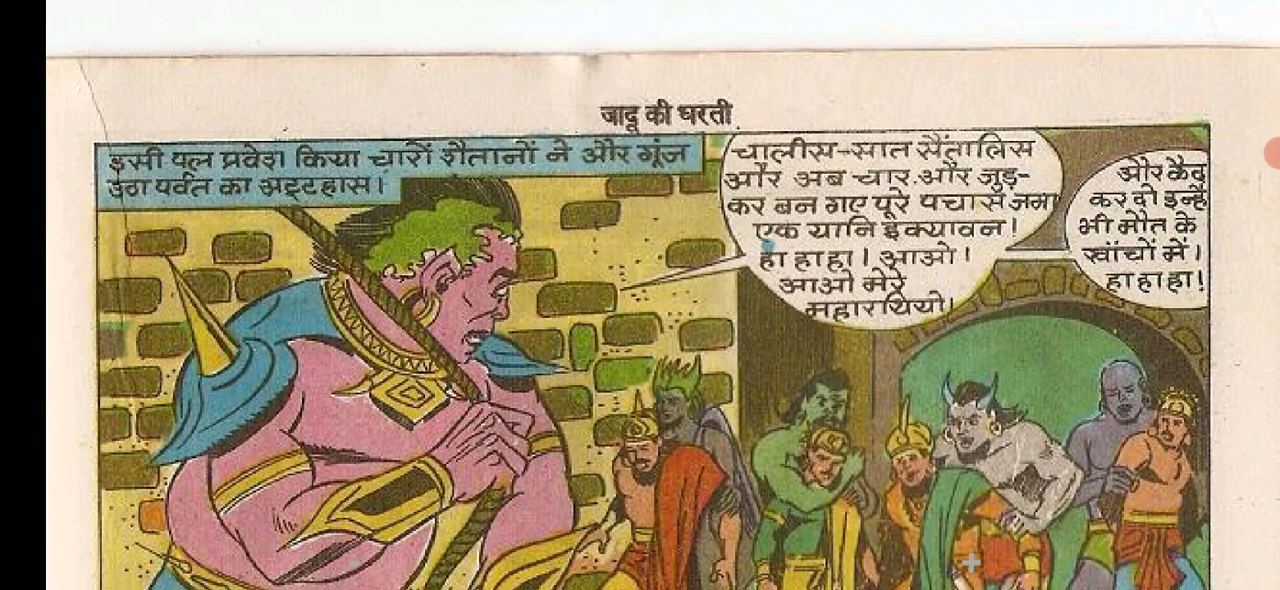 जादू की धरती
इसी पल प्रवेश किया चारों शैतानों ने और गूंज
उठा पर्वत का अट्टहास।
चालीस-सात सैंतालिस
और अब चार और जुड़-
कर बन गए पूरे पचास जमा
एक यानि इक्यावन!
हा हा हा! आओ!
आओ मेरे
महारथियो!
और कैद
कर दो इन्हें
भी मौत के
खांचों में।
हा हा हा!